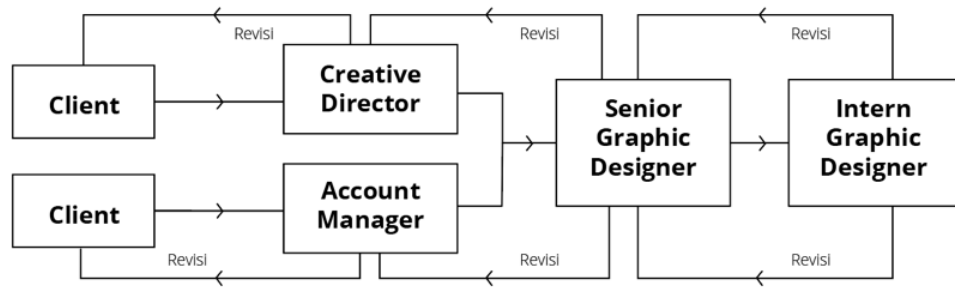 Revisi
Revisi
Revisi
Client
Creative
Director
Senior
Graphic
Designer
Intern
Graphic
Designer
Client
Account
Manager
Revisi
Revisi
Revisi